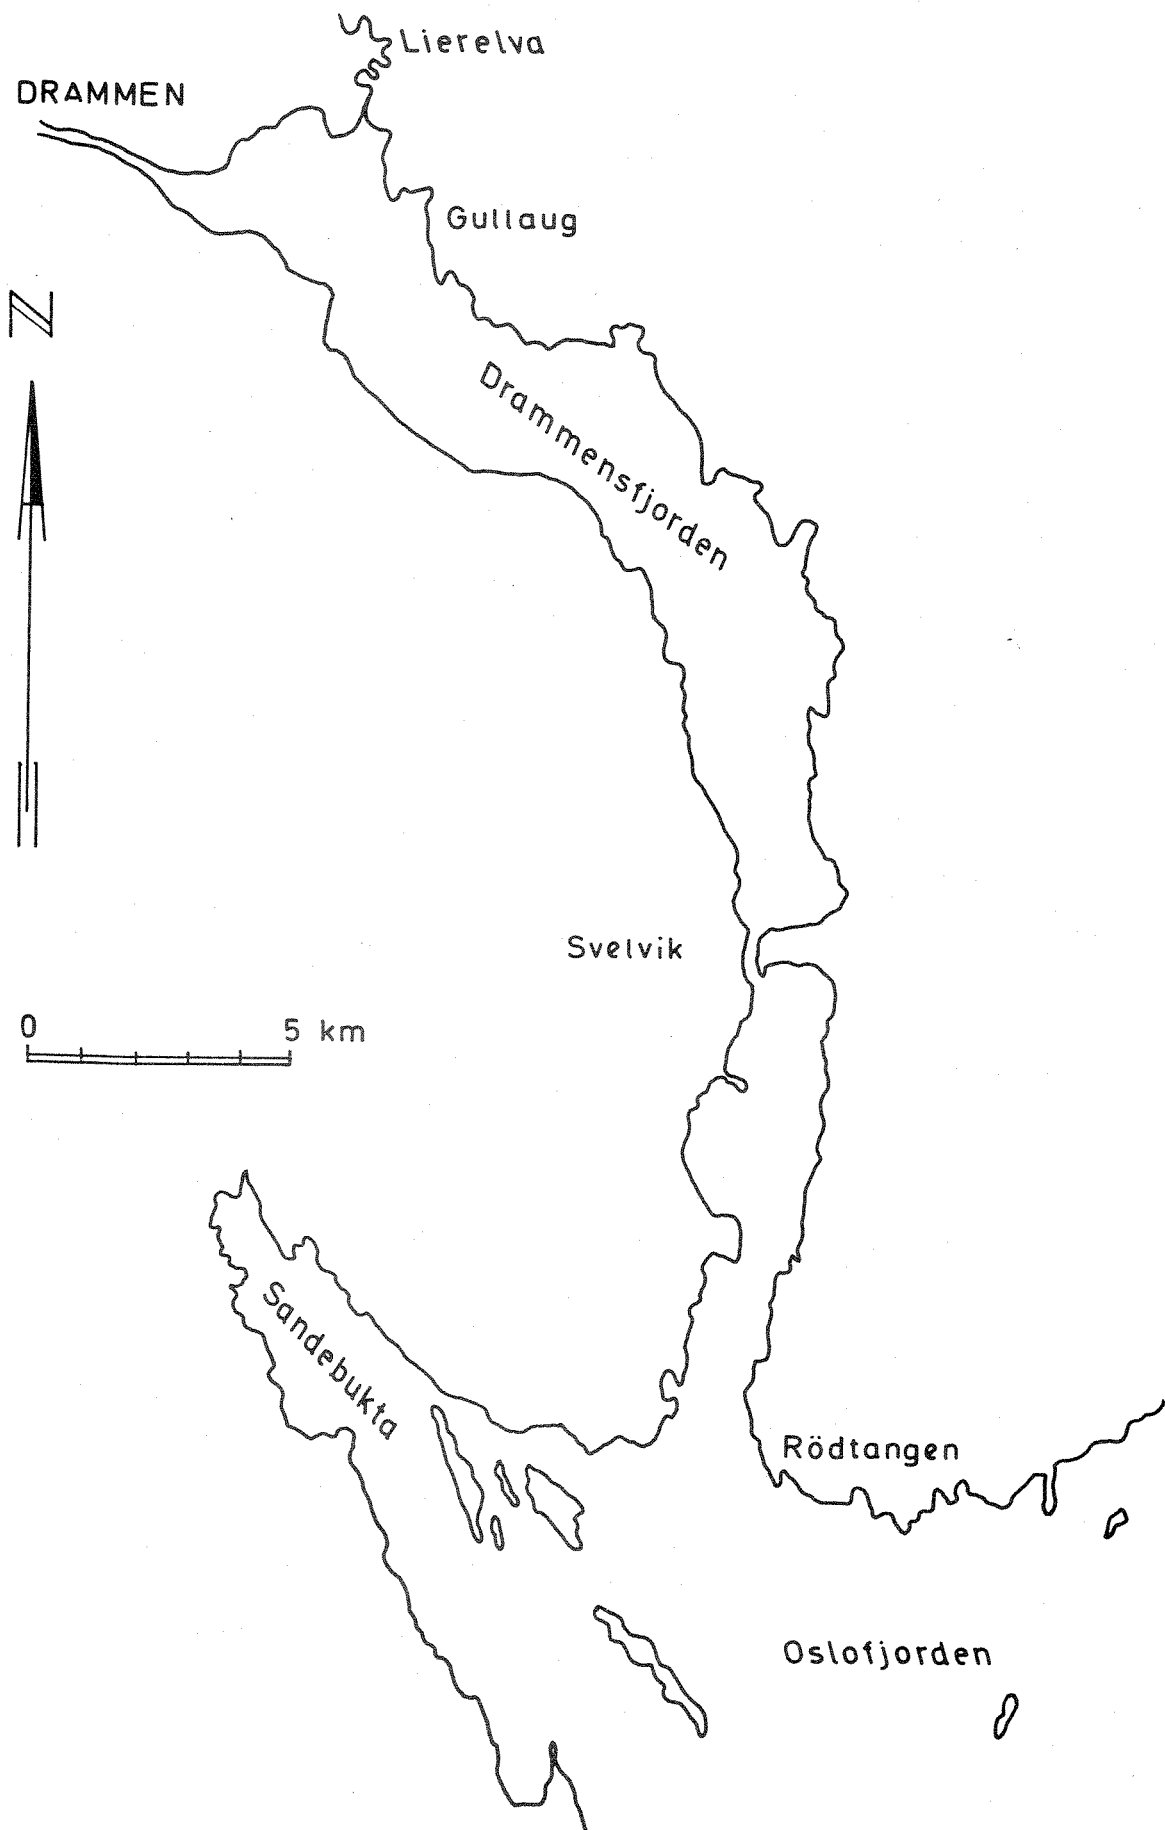 Lierelva
DRAMMEN
Gullaug
N
Drammensfjorden
Svelvik
0 5 km
Sandebukta
Rödtangen
Oslofjorden